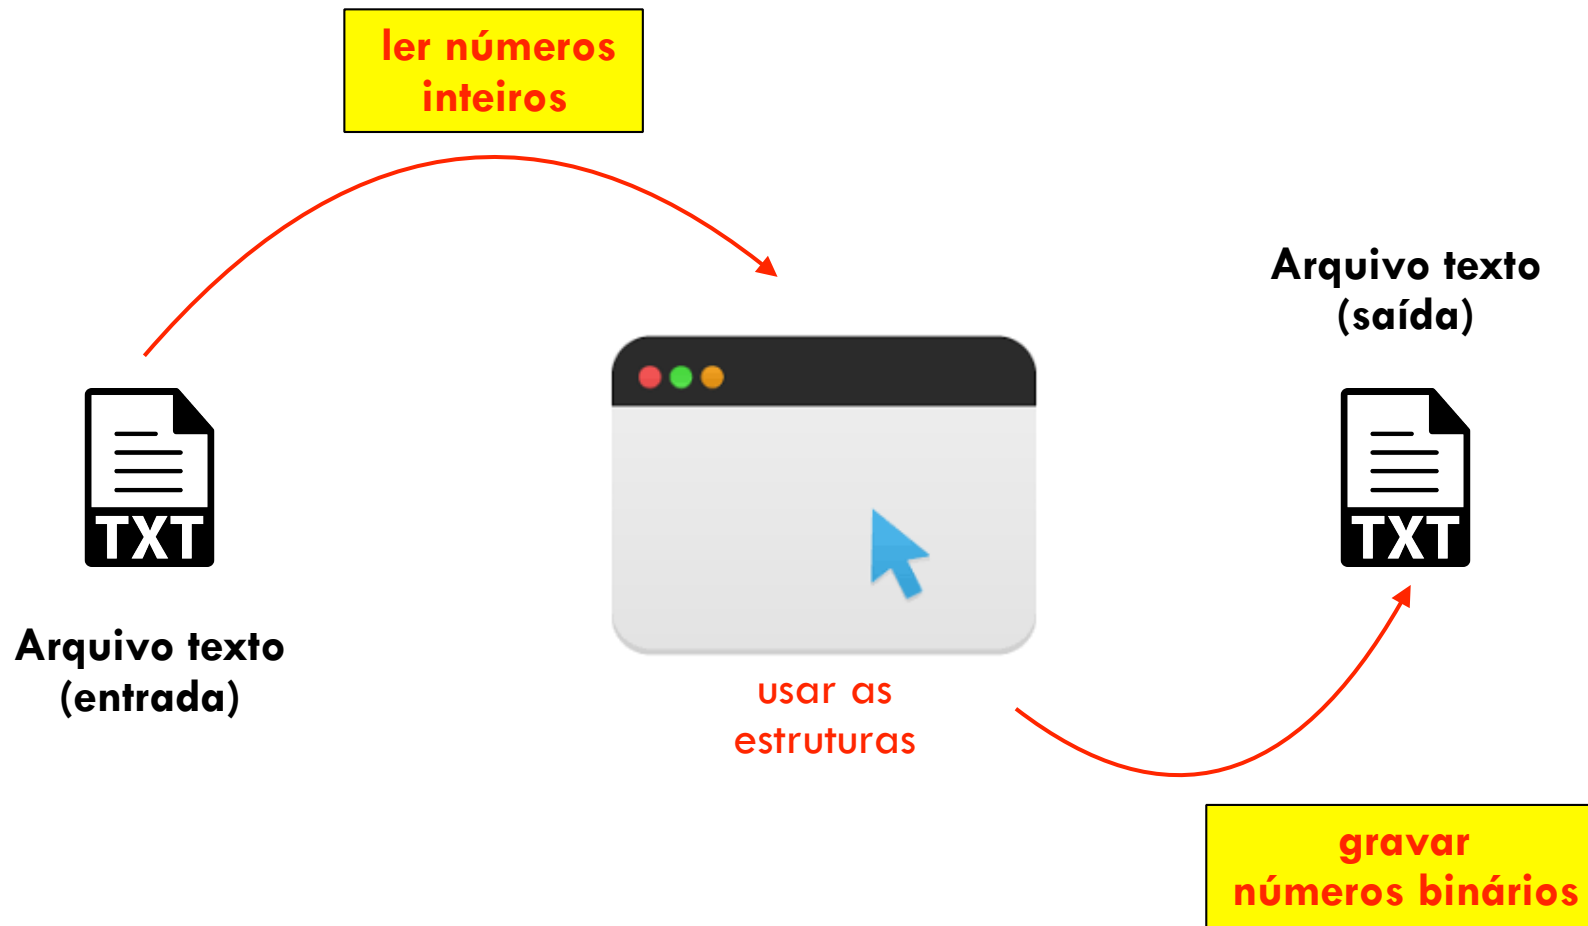 ler números
inteiros
Arquivo texto
(saída)
TXT
TXT
Arquivo texto
(entrada)
usar as
estruturas
gravar
números binários